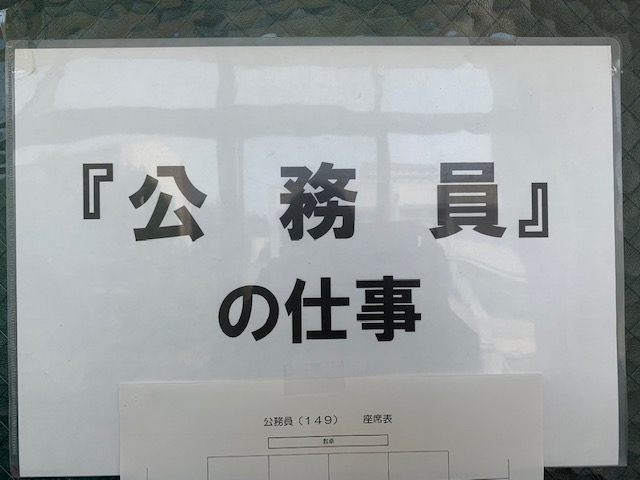 『公務員』
の仕事
公務員（１４９）　座席表
教卓